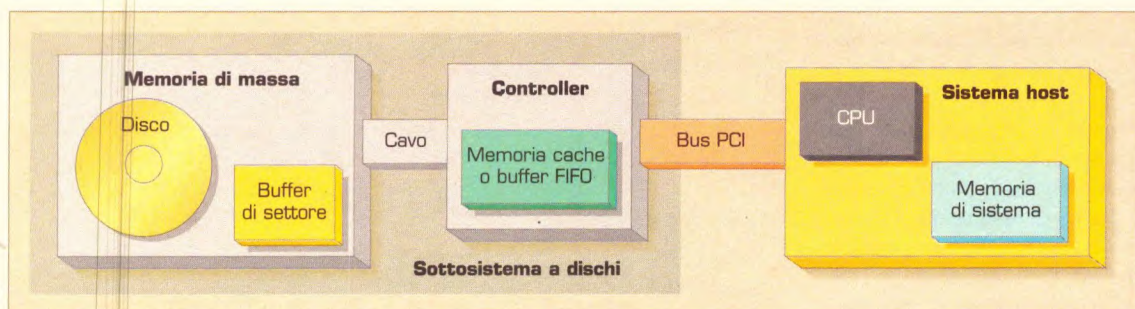 Memoria di massa
Disco
Buffer
di settore
Cavo
Controller
Memoria cache
o buffer FIFO
Sottosistema a dischi
Bus PCI
CPU
Sistema host
Memoria
di sistema